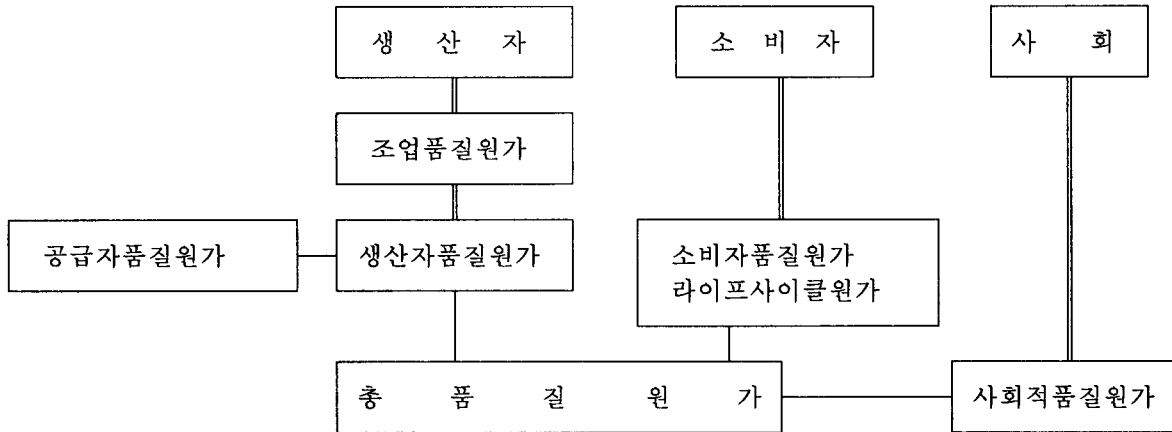 생 산 자
소 비 자
사 회
조업품질원가
공급자품질원가
생산자품질원가
소비자품질원가
라이프사이클원가
총 품 질 원 가
사회적품질원가